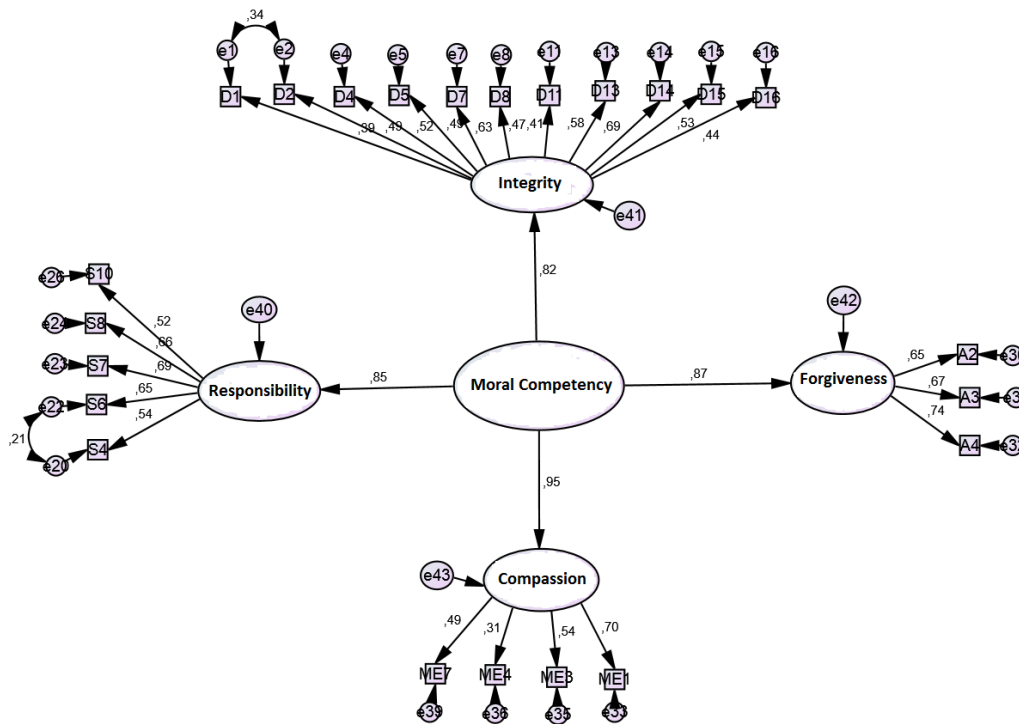 ,34
e1 e2 e4 e5 e7 e8 e11 e13 e14 e15 e16
D1 D2 D4 D5 D7 D8 D11 D13 D14 D15 D16
,39 ,49 ,52 ,49 ,63 ,47 ,41 ,58 ,69 ,53 ,44
Integrity
e41
,82
e26 S10
e40
e42
,52
e24 S8
,66
e23 S7
,69
Responsibility
,85
Moral Competency
,87
Forgiveness
,65
A2
,67
A3
,74
A4
e22 S6
,65
,54
,21
e20 S4
,95
e43
Compassion
,49 ,31 ,54 ,70
ME7 ME4 ME3 ME1
e39 e36 e35 e33